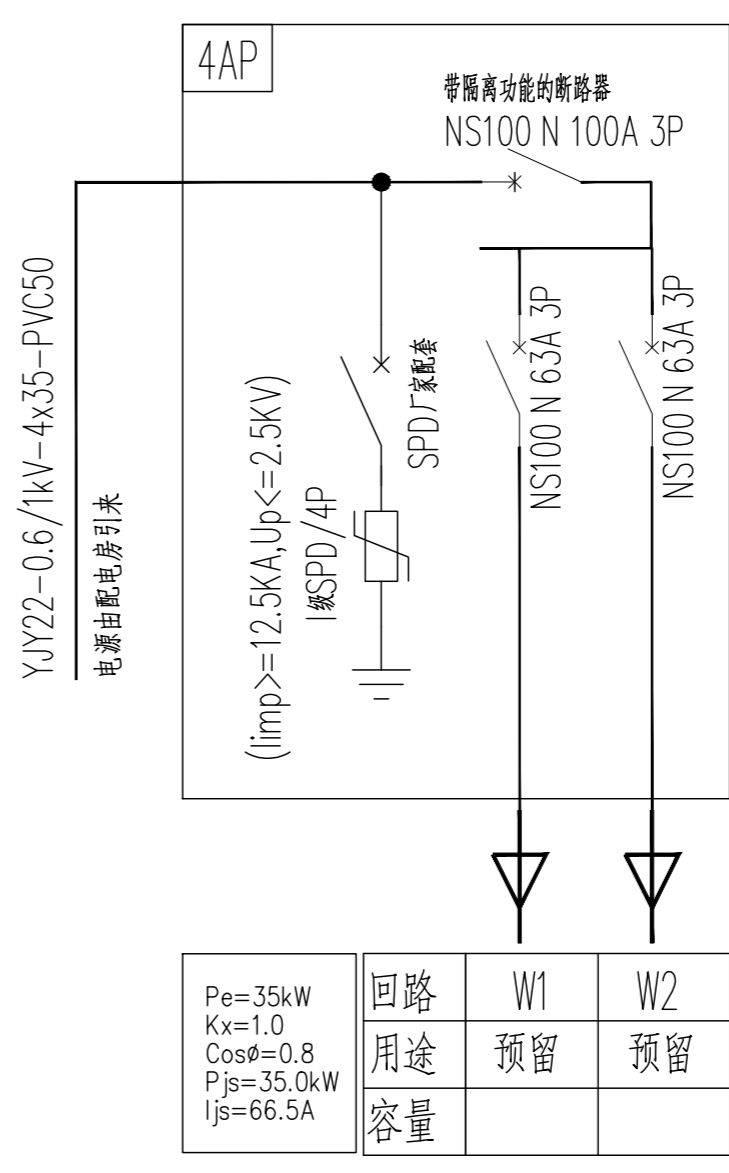 4AP
带隔离功能的断路器
NS100 N 100A 3P
YJY22-0.6/1kV-4x35-PVC50
电源由配电房引来
(Iimp>=12.5KA,Up<=2.5KV)
I级SPD/4P
SPD厂家配套
NS100 N 63A 3P
NS100 N 63A 3P
Pe=35kW
Kx=1.0
Cosø=0.8
Pjs=35.0kW
Ijs=66.5A
回路 W1 W2
用途 预留 预留
容量